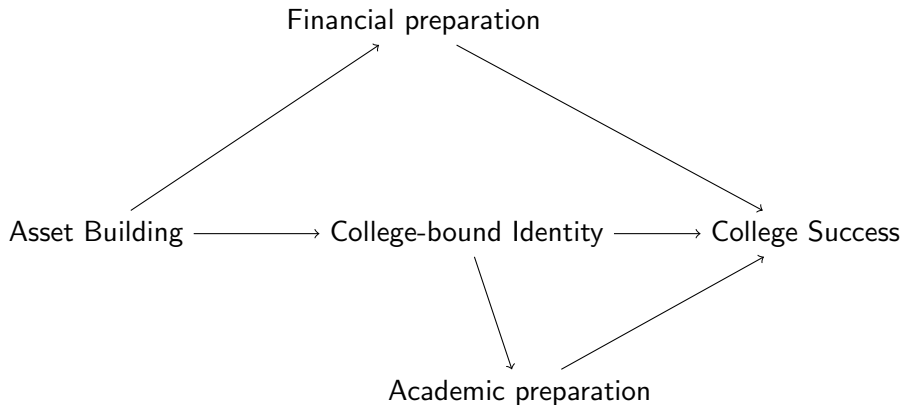 Financial preparation
Asset Building
College-bound Identity
College Success
Academic preparation